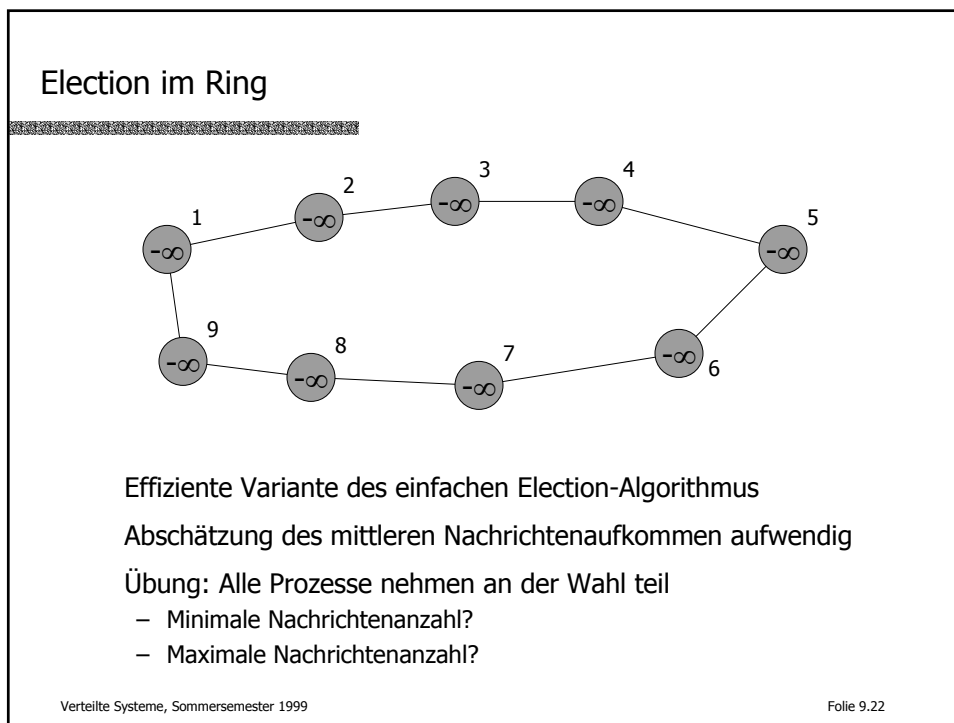 Election im Ring
3
4
2
1
5
-∞
-∞
-∞
-∞
-∞
9
8
7
6
-∞
-∞
-∞
-∞
Effiziente Variante des einfachen Election-Algorithmus
Abschätzung des mittleren Nachrichtenaufkommen aufwendig
Übung: Alle Prozesse nehmen an der Wahl teil
– Minimale Nachrichtenanzahl?
– Maximale Nachrichtenanzahl?
Verteilte Systeme, Sommersemester 1999
Folie 9.22